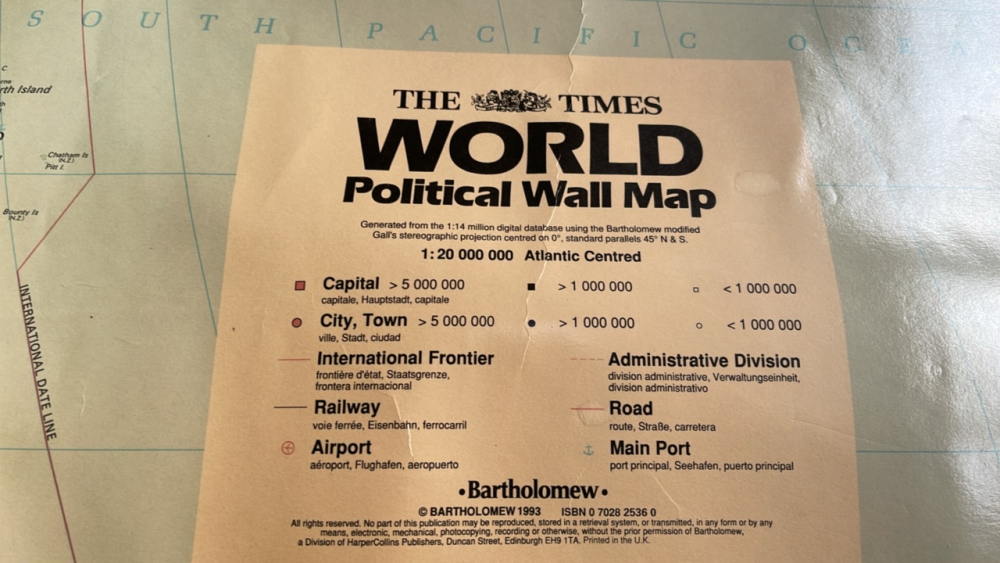 SOUTH PACIFIC OCEA
rth Island
Chatham Is
(N.Z.)
Pitt I.
Bounty Is
(N.Z.)
INTERNATIONAL DATE LINE
THE TIMES
WORLD
Political Wall Map
Generated from the 1:14 million digital database using the Bartholomew modified
Gall's stereographic projection centred on 0°, standard parallels 45° N & S.
1:20 000 000 Atlantic Centred
Capital > 5 000 000 > 1 000 000 < 1 000 000
capitale, Hauptstadt, capitale
City, Town > 5 000 000 > 1 000 000 < 1 000 000
ville, Stadt, ciudad
International Frontier Administrative Division
frontière d'état, Staatsgrenze, division administrative, Verwaltungseinheit,
frontera internacional division administrativo
Railway Road
voie ferrée, Eisenbahn, ferrocarril route, Straße, carretera
Airport Main Port
aéroport, Flughafen, aeropuerto port principal, Seehafen, puerto principal
•Bartholomew•
© BARTHOLOMEW 1993 ISBN 0 7028 2536 0
All rights reserved. No part of this publication may be reproduced, stored in a retrieval system, or transmitted, in any form or by any
means, electronic, mechanical, photocopying, recording or otherwise, without the prior permission of Bartholomew,
a Division of HarperCollins Publishers, Duncan Street, Edinburgh EH9 1TA. Printed in the U.K.